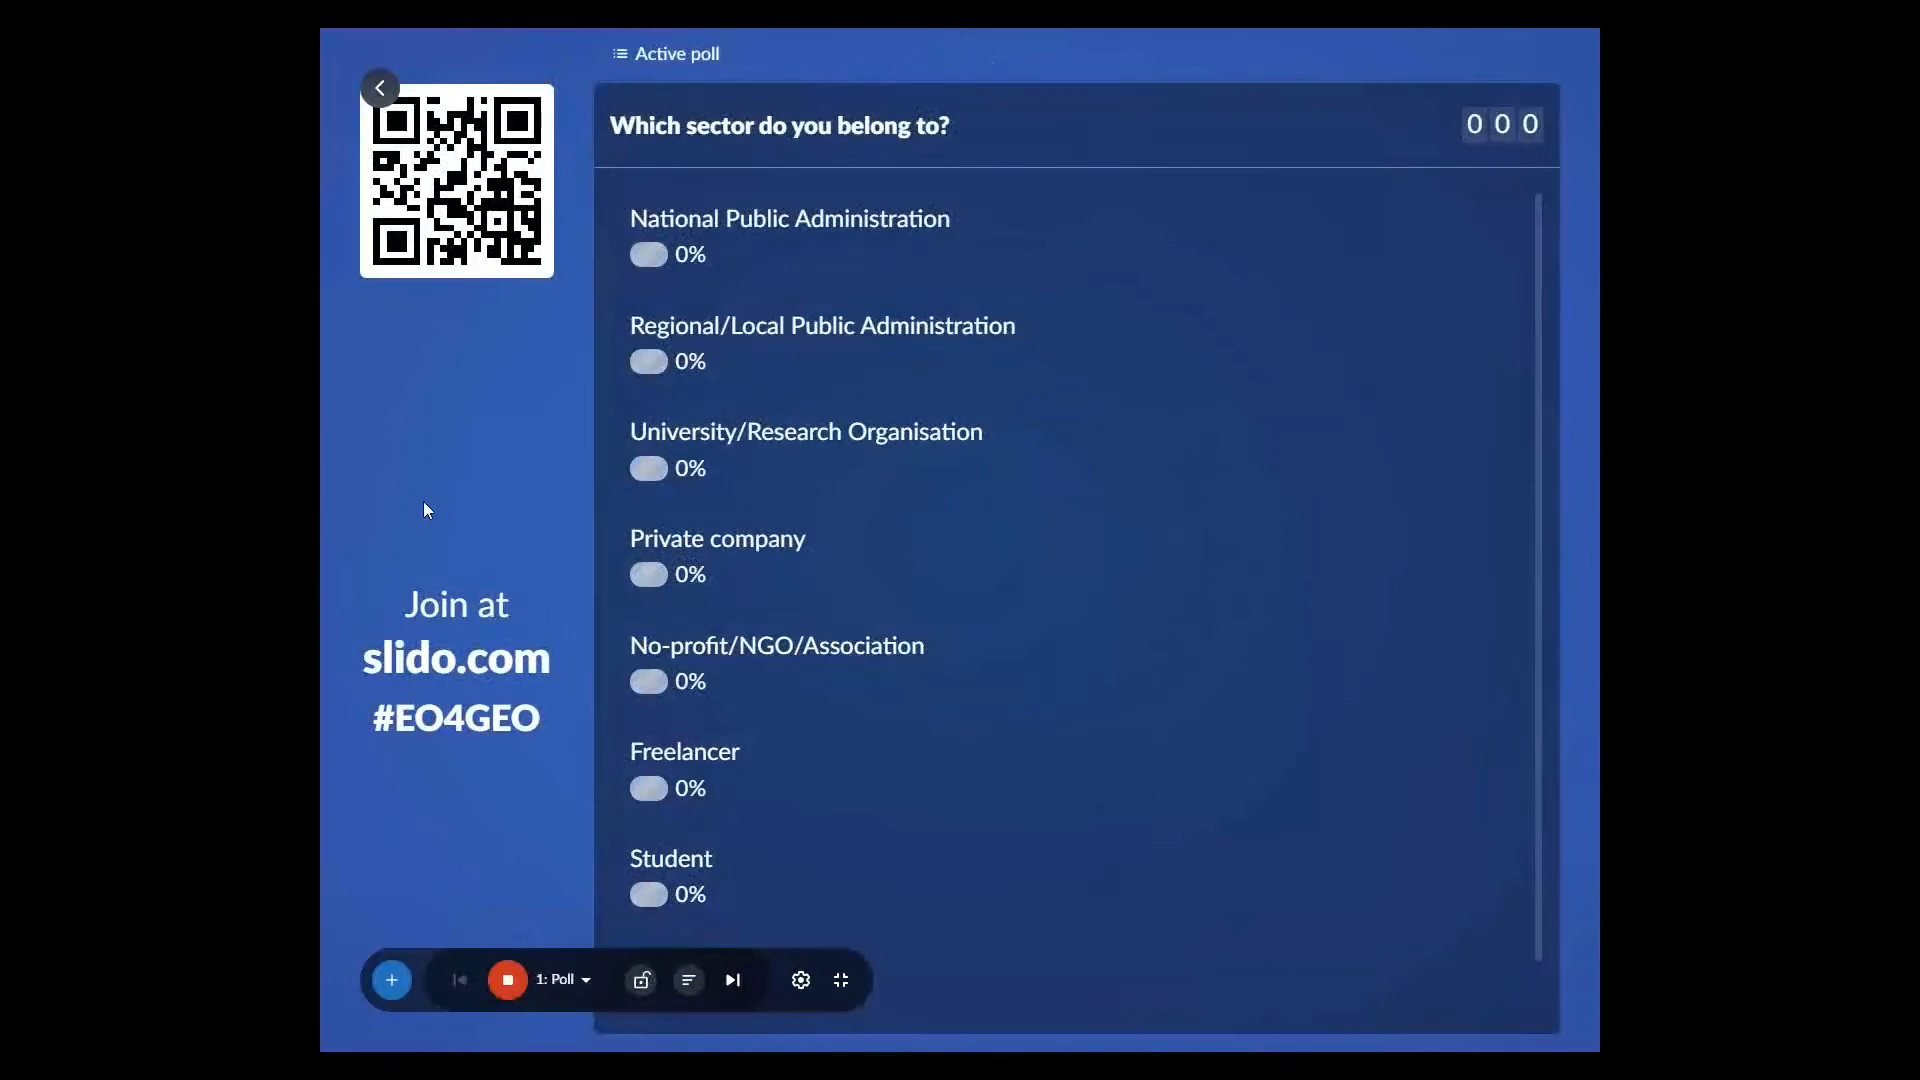 Active poll
Which sector do you belong to?
0 0 0
National Public Administration
0%
Regional/Local Public Administration
0%
University/Research Organisation
0%
Private company
0%
No-profit/NGO/Association
0%
Freelancer
0%
Student
0%
Join at
slido.com
#EO4GEO
1: Poll